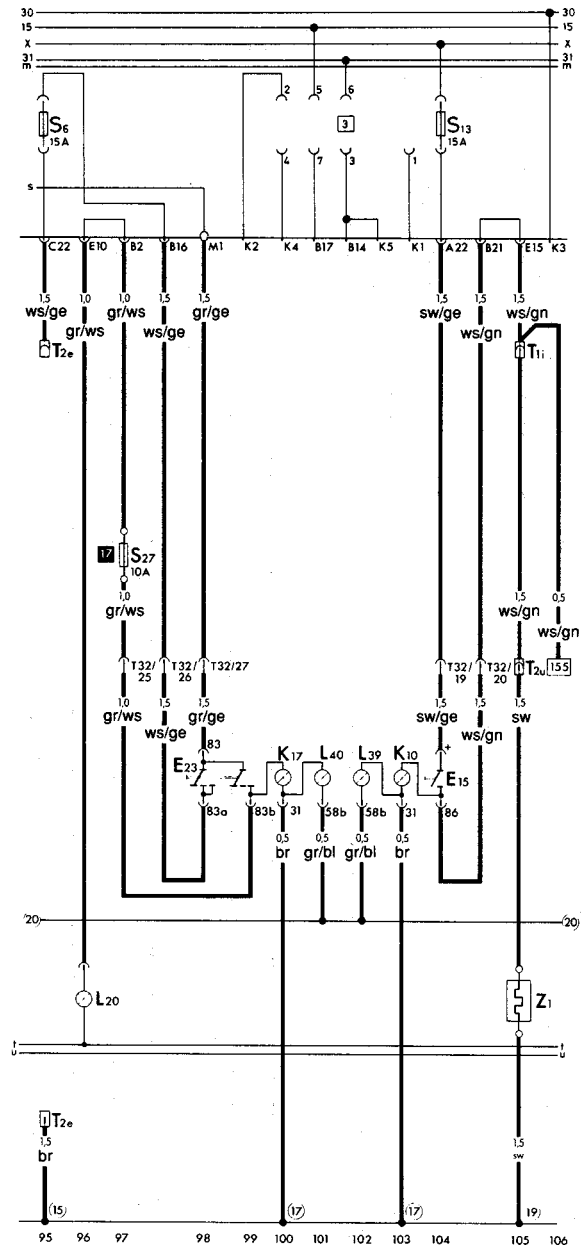 30 30
15 15
X X
31 31
m m
2 5 6
S6 3 S13
15A 15A
4 7 3 1
s
C22 E10 B2 B16 M1 K2 K4 B17 B14 K5 K1 A22 B21 E15 K3
1,5 1,0 1,0 1,5 1,5 1,5 1,5 1,5
ws/ge gr/ws gr/ws ws/ge gr/ge sw/ge ws/gn ws/gn
T2e T1i
17 S27
10A
1,0 1,5 0,5
gr/ws ws/gn ws/gn
T32/25 T32/26 T32/27 T32/19 T32/20 T2u 155
1,0 1,5 1,5 1,5 1,5 1,5
gr/ws ws/ge gr/ge sw/ge ws/gn sw
83 K17 L40 L39 K10 +
E23 E15
83a 83b 31 58b 58b 31 86
0,5 0,5 0,5 0,5
br gr/bl gr/bl br
(20) (20)
L20 Z1
t t
u u
T2e
1,5 1,5
br sw
(15) (17) (17) 19)
95 96 97 98 99 100 101 102 103 104 105 106